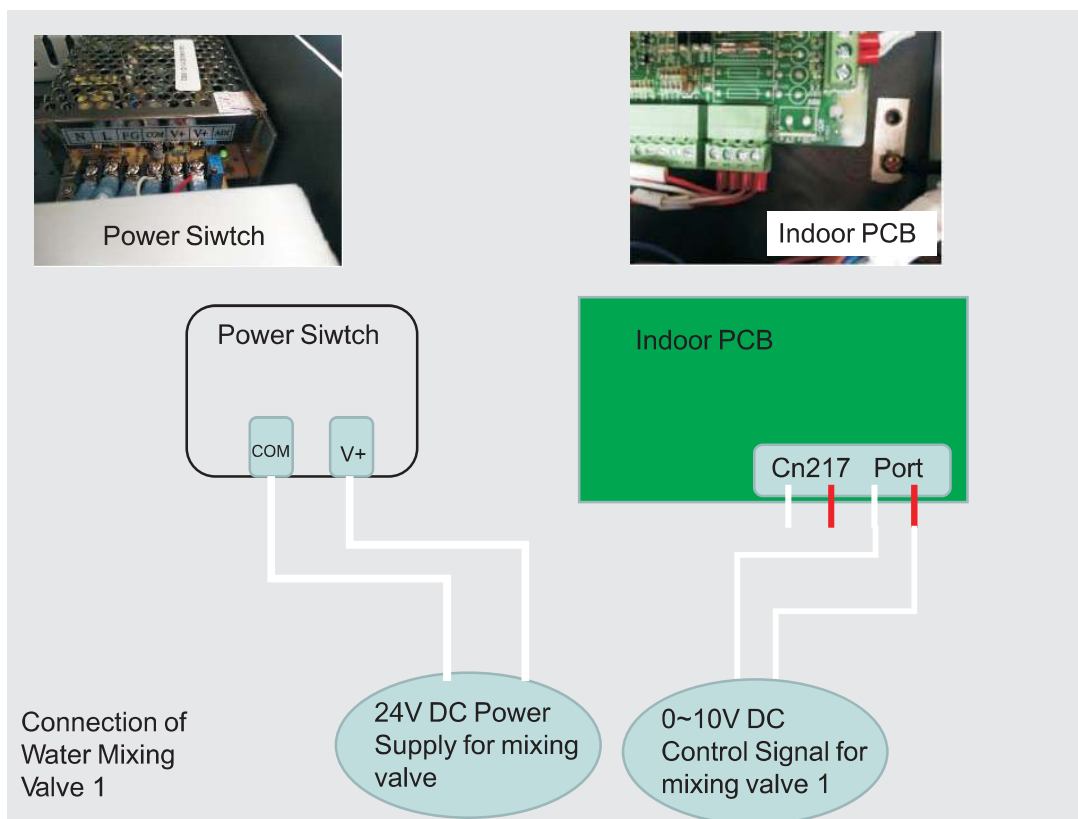 N L FG COM V+ V+ ADJ
Power Siwtch
Indoor PCB
Power Siwtch
COM
V+
Indoor PCB
Cn217 Port
24V DC Power
Supply for mixing
valve
0~10V DC
Control Signal for
mixing valve 1
Connection of
Water Mixing
Valve 1